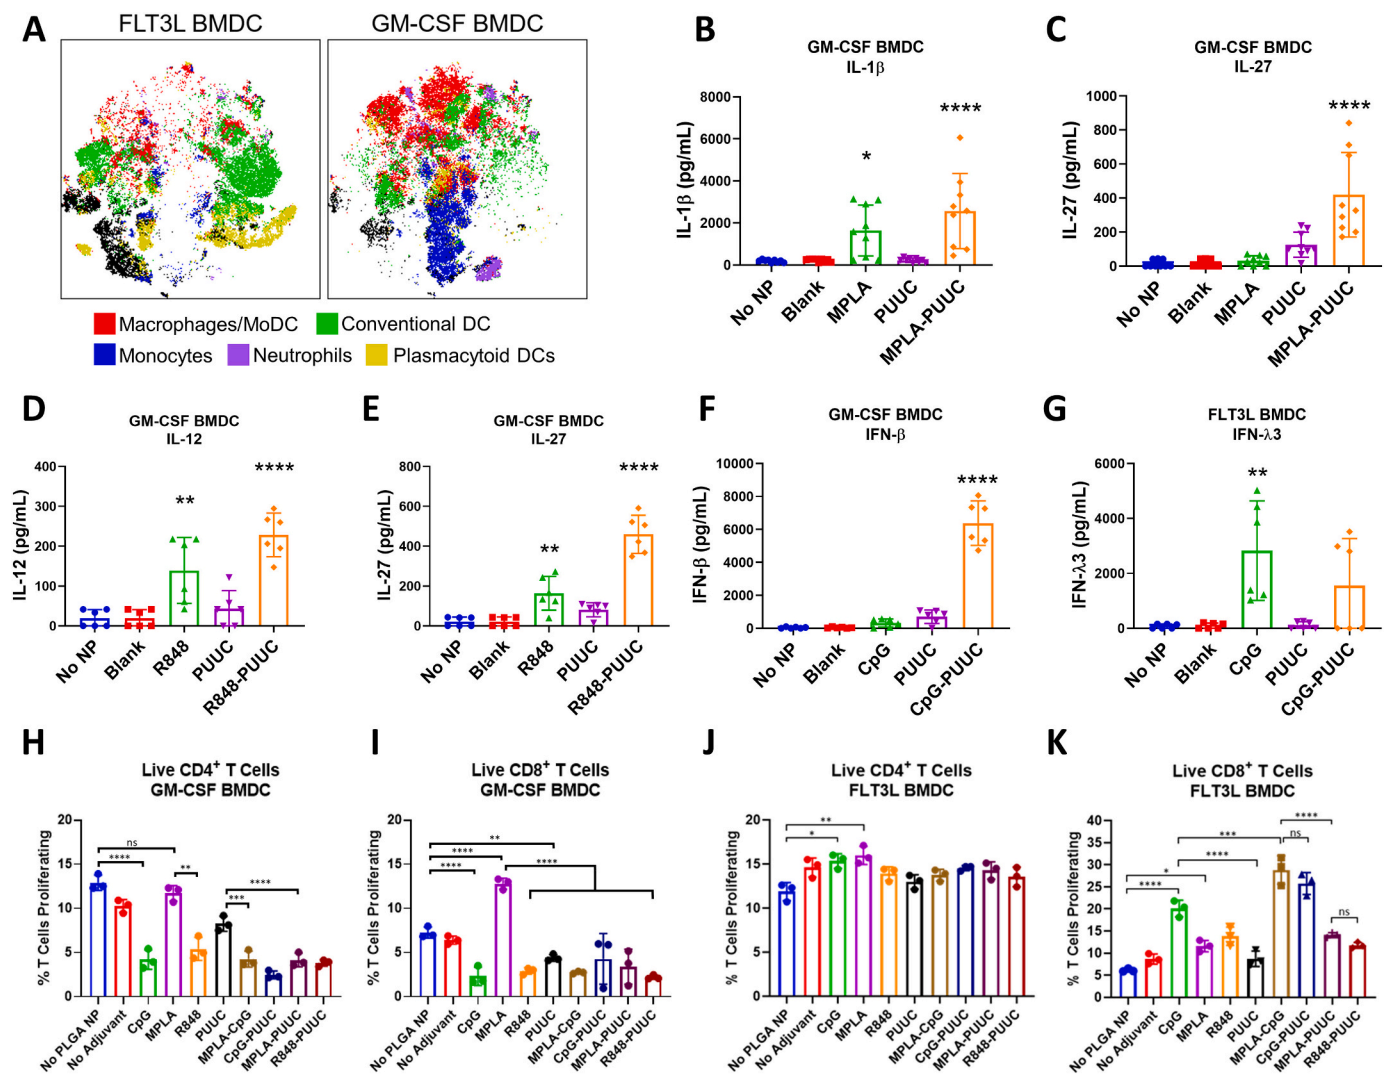 A
FLT3L BMDC
GM-CSF BMDC
Macrophages/MoDC
Conventional DC
Monocytes
Neutrophils
Plasmacytoid DCs
B
GM-CSF BMDC
IL-1β
IL-1β (pg/mL)
8000
6000
4000
2000
0
*
****
No NP
Blank
MPLA
PUUC
MPLA-PUUC
C
GM-CSF BMDC
IL-27
IL-27 (pg/mL)
1000
800
600
400
200
0
****
No NP
Blank
MPLA
PUUC
MPLA-PUUC
D
GM-CSF BMDC
IL-12
IL-12 (pg/mL)
400
300
200
100
0
**
****
No NP
Blank
R848
PUUC
R848-PUUC
E
GM-CSF BMDC
IL-27
IL-27 (pg/mL)
800
600
400
200
0
**
****
No NP
Blank
R848
PUUC
R848-PUUC
F
GM-CSF BMDC
IFN-β
IFN-β (pg/mL)
10000
8000
6000
4000
2000
0
****
No NP
Blank
CpG
PUUC
CpG-PUUC
G
FLT3L BMDC
IFN-λ3
IFN-λ3 (pg/mL)
6000
4000
2000
0
**
No NP
Blank
CpG
PUUC
CpG-PUUC
H
Live CD4+ T Cells
GM-CSF BMDC
% T Cells Proliferating
20
15
10
5
0
ns
****
**
****
***
No PLGA NP
No Adjuvant
CpG
MPLA
R848
PUUC
MPLA-CpG
CpG-PUUC
MPLA-PUUC
R848-PUUC
I
Live CD8+ T Cells
GM-CSF BMDC
% T Cells Proliferating
20
15
10
5
0
**
****
****
****
No PLGA NP
No Adjuvant
CpG
MPLA
R848
PUUC
MPLA-CpG
CpG-PUUC
MPLA-PUUC
R848-PUUC
J
Live CD4+ T Cells
FLT3L BMDC
% T Cells Proliferating
20
15
10
5
0
**
*
No PLGA NP
No Adjuvant
CpG
MPLA
R848
PUUC
MPLA-CpG
CpG-PUUC
MPLA-PUUC
R848-PUUC
K
Live CD8+ T Cells
FLT3L BMDC
% T Cells Proliferating
40
35
30
25
20
15
10
5
0
****
***
ns
****
*
****
ns
No PLGA NP
No Adjuvant
CpG
MPLA
R848
PUUC
MPLA-CpG
CpG-PUUC
MPLA-PUUC
R848-PUUC